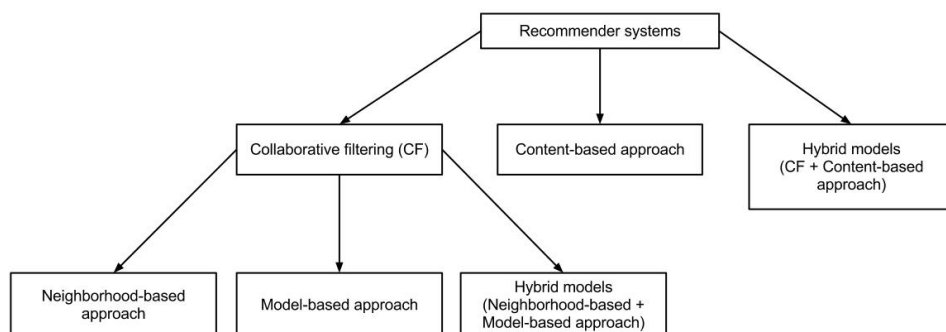 Recommender systems
Collaborative filtering (CF)
Content-based approach
Hybrid models
(CF + Content-based
approach)
Neighborhood-based
approach
Model-based approach
Hybrid models
(Neighborhood-based +
Model-based approach)